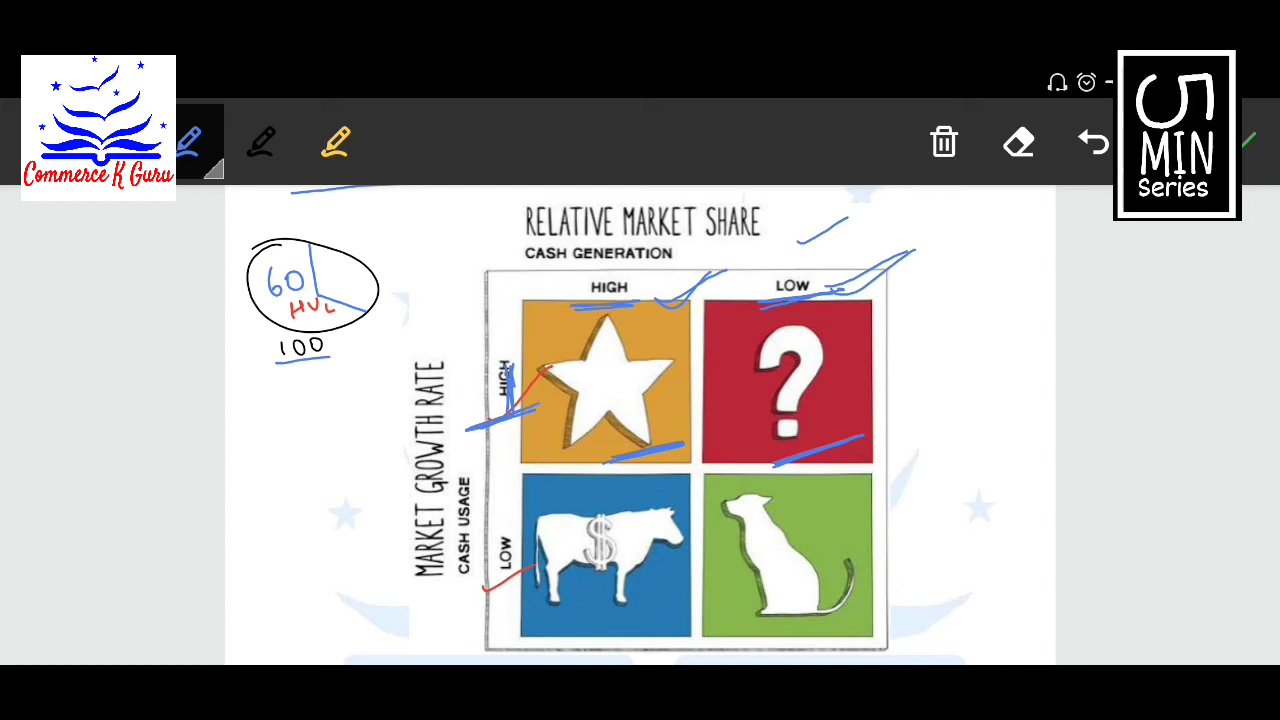 Commerce K Guru
5
MIN
Series
RELATIVE MARKET SHARE
CASH GENERATION
HIGH
LOW
60
HUL
100
MARKET GROWTH RATE
CASH USAGE
HIGH
LOW
?
$